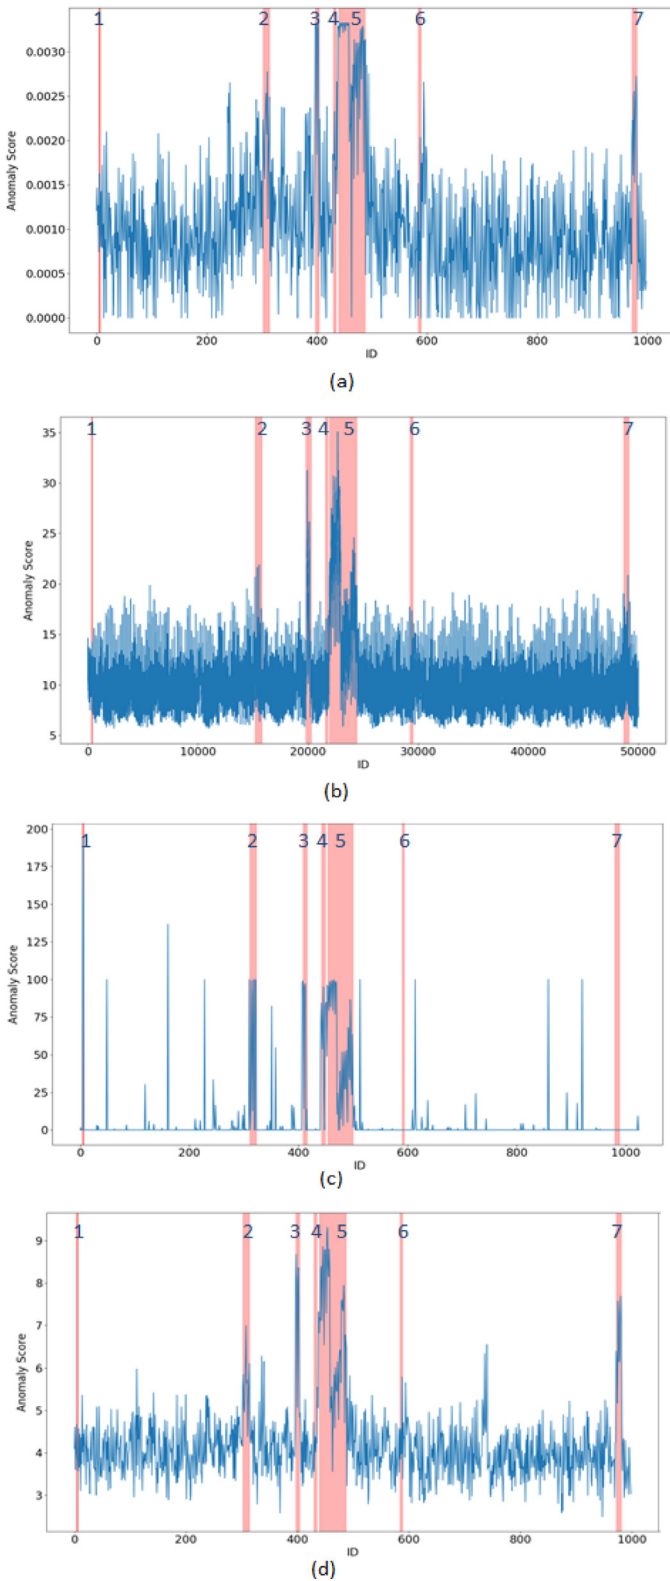 1 2 3 4 5 6 7
0.0030
0.0025
0.0020
0.0015
0.0010
0.0005
0.0000
Anomaly Score
0 200 400 600 800 1000
ID
(a)
1 2 3 4 5 6 7
35
30
25
20
15
10
5
Anomaly Score
0 10000 20000 30000 40000 50000
ID
(b)
200
1 2 3 4 5 6 7
175
150
125
100
75
50
25
0
Anomaly Score
0 200 400 600 800 1000
ID
(c)
1 2 3 4 5 6 7
9
8
7
6
5
4
3
Anomaly Score
0 200 400 600 800 1000
ID
(d)